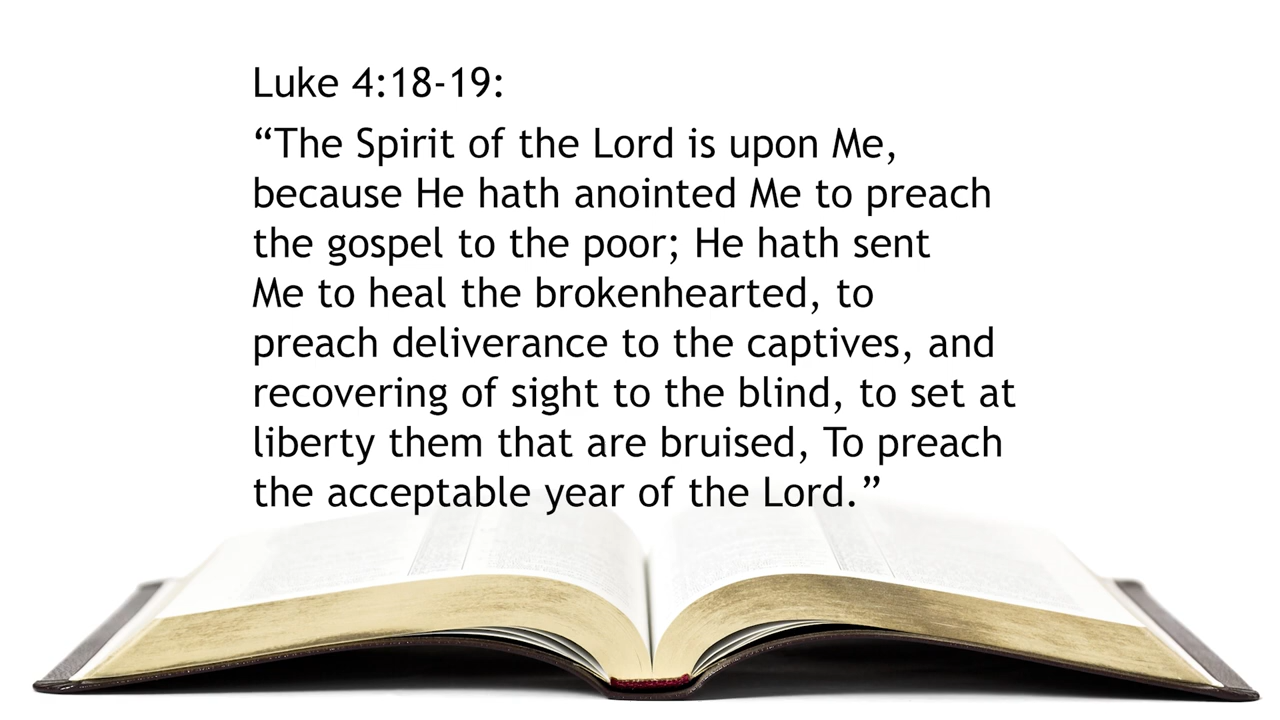 Luke 4:18-19:
“The Spirit of the Lord is upon Me,
because He hath anointed Me to preach
the gospel to the poor; He hath sent
Me to heal the brokenhearted, to
preach deliverance to the captives, and
recovering of sight to the blind, to set at
liberty them that are bruised, To preach
the acceptable year of the Lord.”